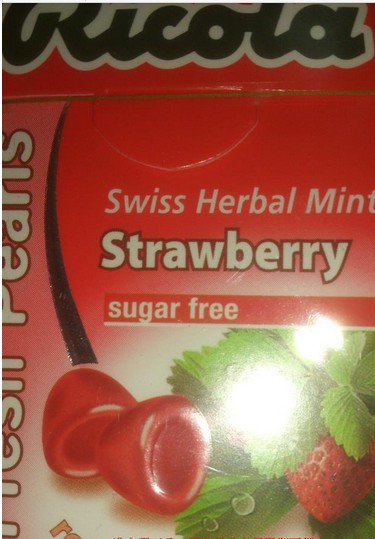 Ricola
Fresh Pearls
Swiss Herbal Mint
Strawberry
sugar free